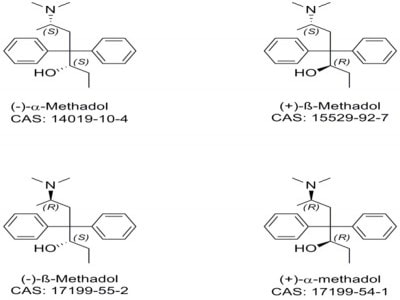 N N
(S) (S)
HO (S) HO (R)
(-)-α-Methadol (+)-ß-Methadol
CAS: 14019-10-4 CAS: 15529-92-7
N N
(R) (R)
HO (S) HO (R)
(-)-ß-Methadol (+)-α-methadol
CAS: 17199-55-2 CAS: 17199-54-1